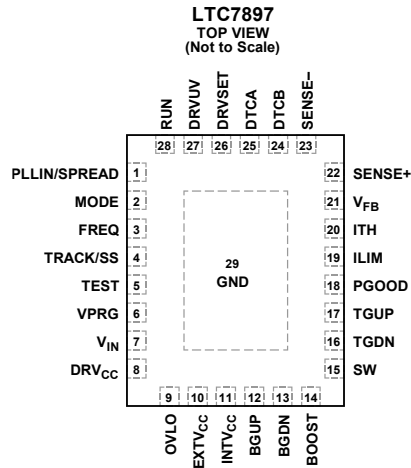 LTC7897
TOP VIEW
(Not to Scale)
RUN
DRVUV
DRVSET
DTCA
DTCB
SENSE−
28 27 26 25 24 23
PLLIN/SPREAD 1
MODE 2
FREQ 3
TRACK/SS 4
TEST 5
VPRG 6
VIN 7
DRVCC 8
29
GND
22 SENSE+
21 VFB
20 ITH
19 ILIM
18 PGOOD
17 TGUP
16 TGDN
15 SW
9 10 11 12 13 14
OVLO
EXTVCC
INTVCC
BGUP
BGDN
BOOST